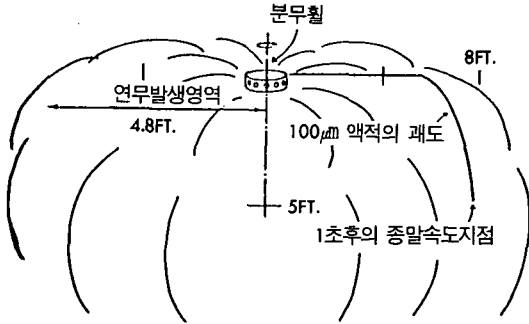 분무휠
8FT.
연무발생영역
4.8FT.
100㎛ 액적의 괘도
5FT.
1초후의 종말속도지점